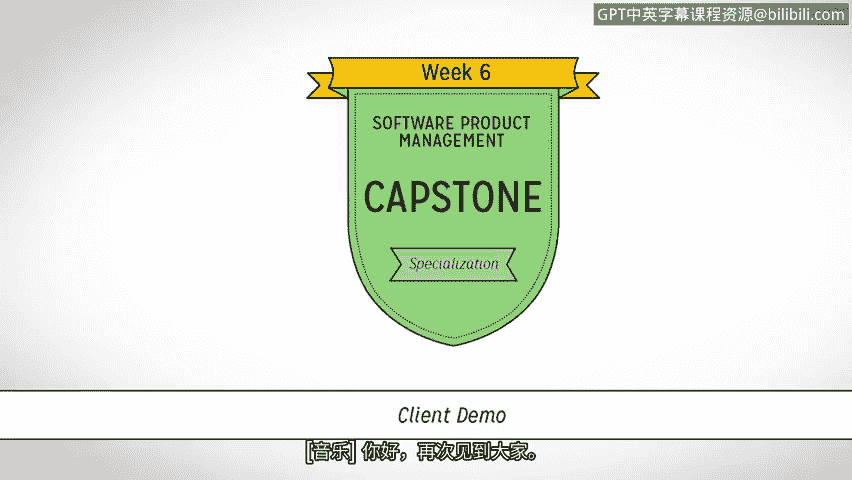 GPT中英字幕课程资源@bilibili.com
Week 6
SOFTWARE PRODUCT
MANAGEMENT
CAPSTONE
Specialization
Client Demo
[音乐] 你好，再次见到大家。